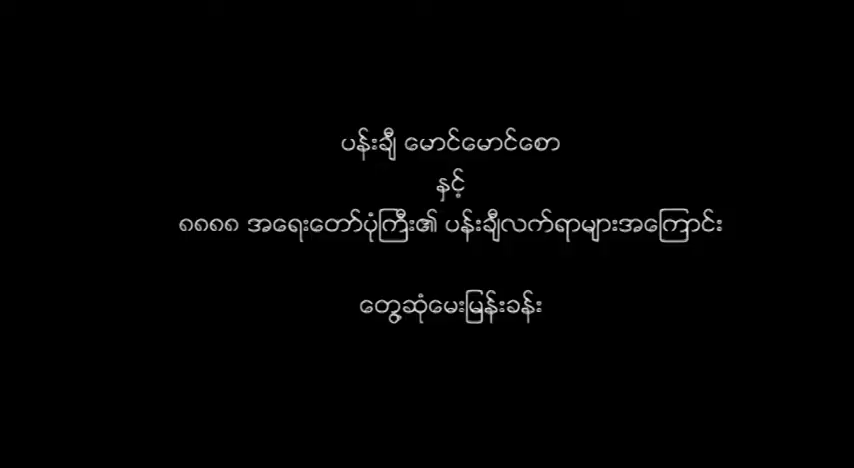 ပန်းချီ မောင်မောင်စော
နှင့်
၈၈၈၈ အရေးတော်ပုံကြီး၏ ပန်းချီလက်ရာများအကြောင်း
တွေ့ဆုံမေးမြန်းခန်း